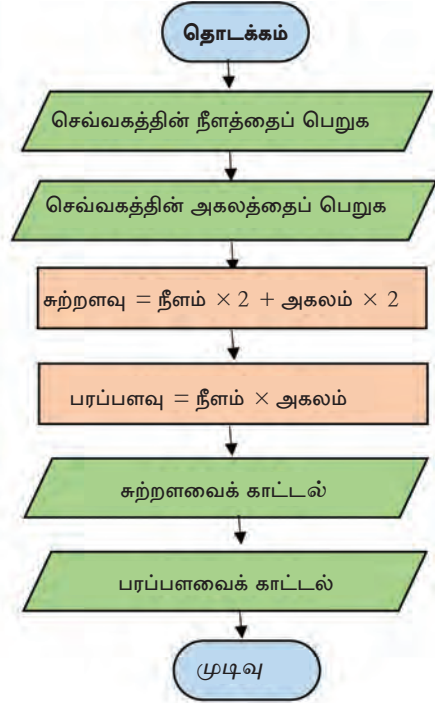 தொடக்கம்
செவ்வகத்தின் நீளத்தைப் பெறுக
செவ்வகத்தின் அகலத்தைப் பெறுக
சுற்றளவு = நீளம் × 2 + அகலம் × 2
பரப்பளவு = நீளம் × அகலம்
சுற்றளவைக் காட்டல்
பரப்பளவைக் காட்டல்
முடிவு